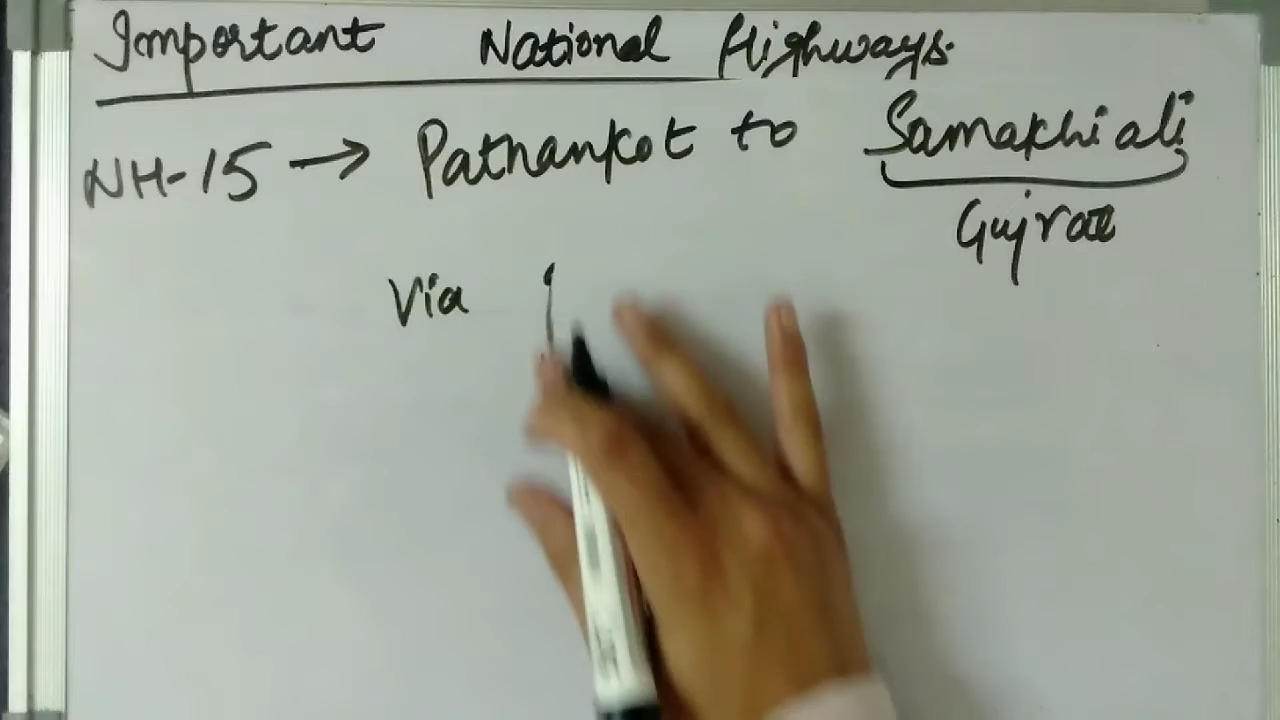 Important National Highways.
NH-15 → Pathankot to Samakhiali
Gujrat
Via